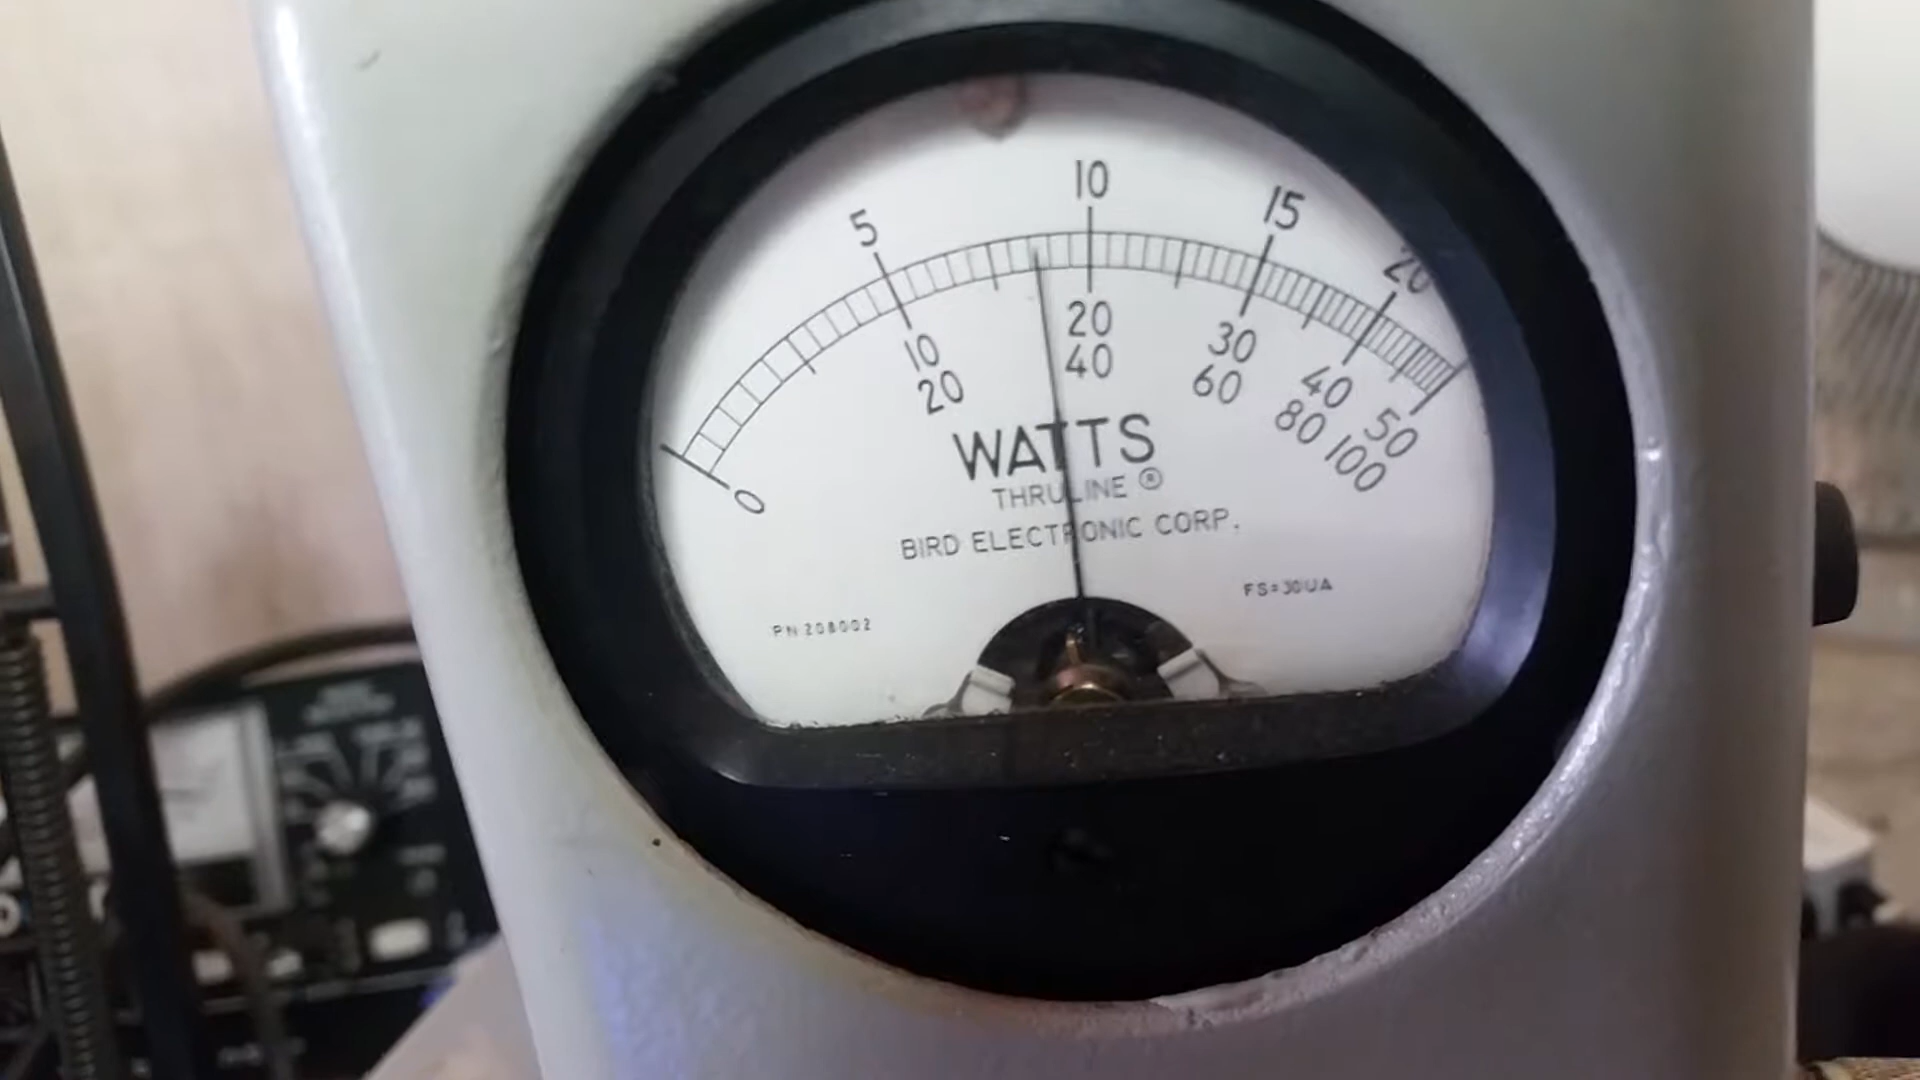 5 10 15 20
10 20 30 40 50
0 20 40 60 80 100
WATTS
THRULINE ®
BIRD ELECTRONIC CORP.
FS=30UA
PN 208002